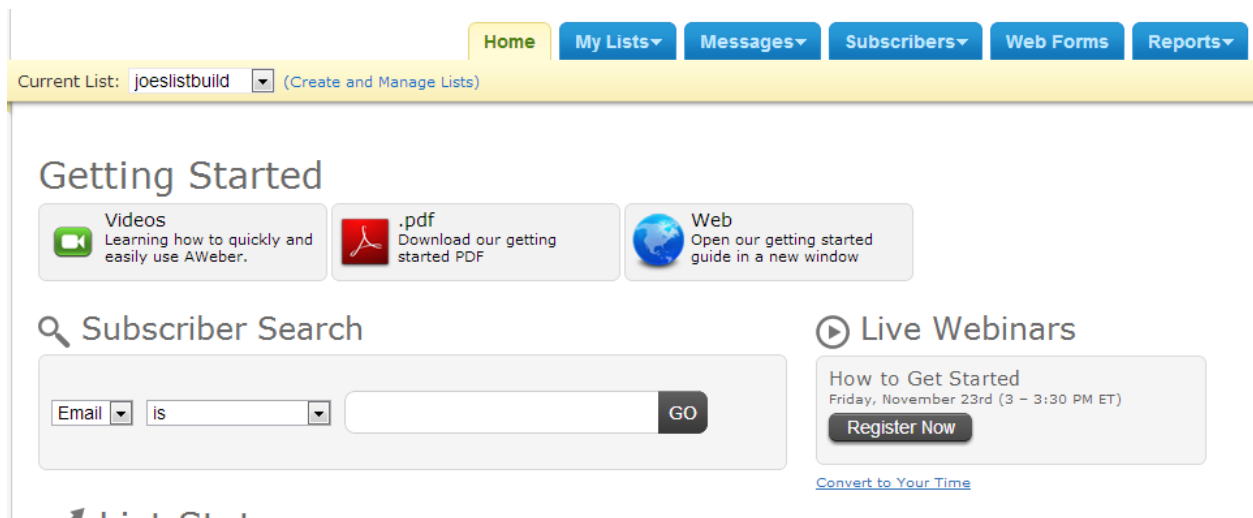 Home My Lists Messages Subscribers Web Forms Reports
Current List: joeslistbuild (Create and Manage Lists)
Getting Started
Videos
Learning how to quickly and
easily use AWeber.
.pdf
Download our getting
started PDF
Web
Open our getting started
guide in a new window
Subscriber Search
Email is GO
Live Webinars
How to Get Started
Friday, November 23rd (3 – 3:30 PM ET)
Register Now
Convert to Your Time